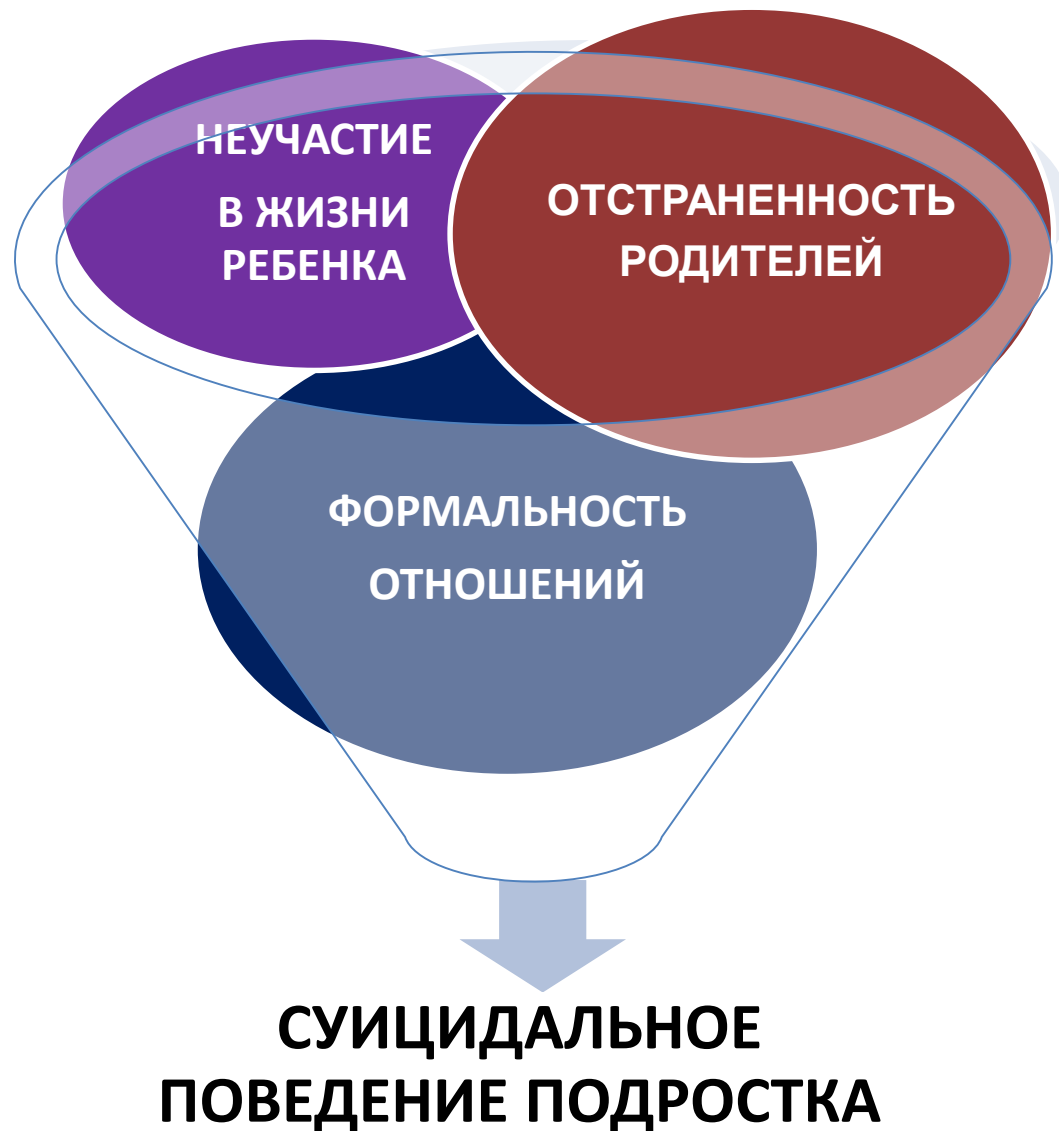 НЕУЧАСТИЕ
В ЖИЗНИ
РЕБЕНКА
ОТСТРАНЕННОСТЬ
РОДИТЕЛЕЙ
ФОРМАЛЬНОСТЬ
ОТНОШЕНИЙ
СУИЦИДАЛЬНОЕ
ПОВЕДЕНИЕ ПОДРОСТКА